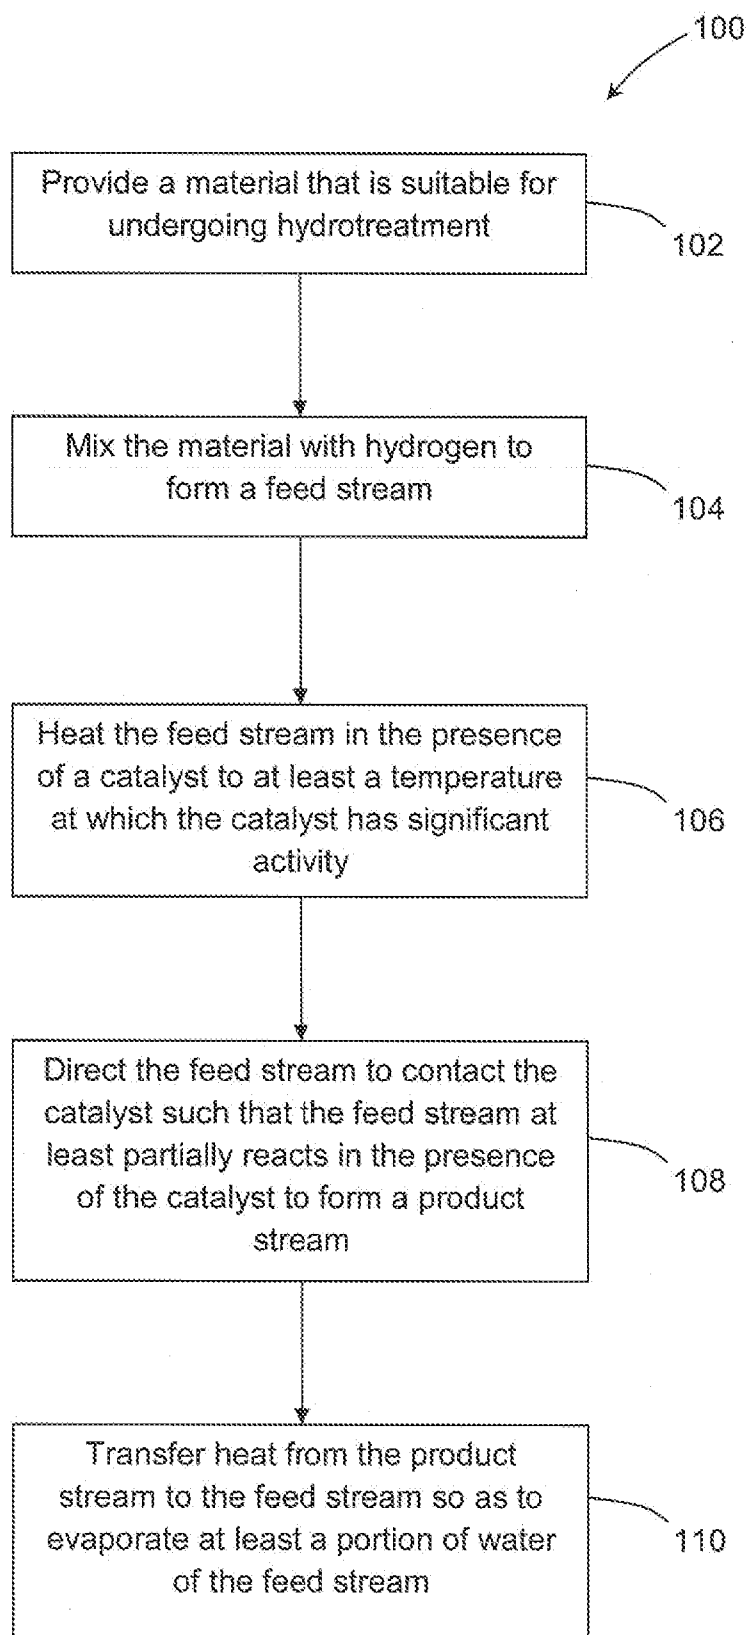 100
Provide a material that is suitable for
undergoing hydrotreatment
102
Mix the material with hydrogen to
form a feed stream
104
Heat the feed stream in the presence
of a catalyst to at least a temperature
at which the catalyst has significant
activity
106
Direct the feed stream to contact the
catalyst such that the feed stream at
least partially reacts in the presence
of the catalyst to form a product
stream
108
Transfer heat from the product
stream to the feed stream so as to
evaporate at least a portion of water
of the feed stream
110